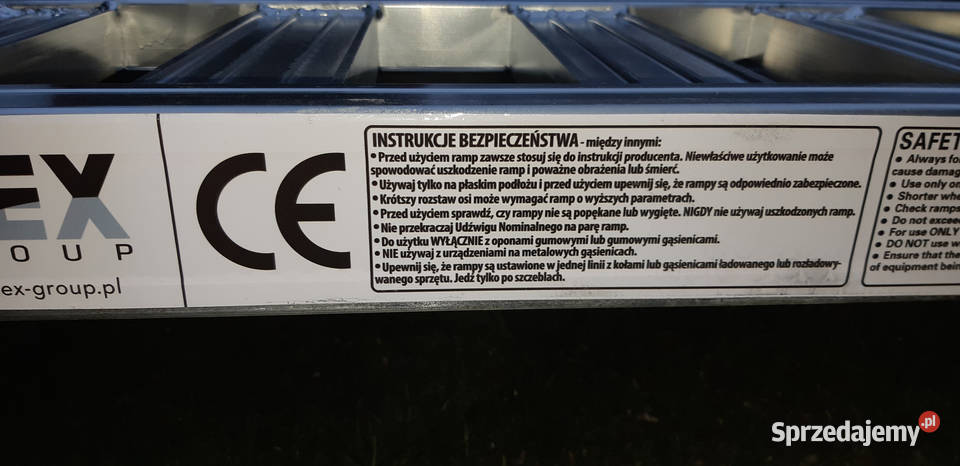 EX
OUP
ex-group.pl
CE
INSTRUKCJE BEZPIECZEŃSTWA - między innymi:
• Przed użyciem ramp zawsze stosuj się do instrukcji producenta. Niewłaściwe użytkowanie może
spowodować uszkodzenie ramp i poważne obrażenia lub śmierć.
• Używaj tylko na płaskim podłożu i przed użyciem upewnij się, że rampy są odpowiednio zabezpieczone.
• Krótszy rozstaw osi może wymagać ramp o wyższych parametrach.
• Przed użyciem sprawdź, czy rampy nie są popękane lub wygięte. NIGDY nie używaj uszkodzonych ramp.
• Nie przekraczaj Udźwigu Nominalnego na parę ramp.
• Do użytku WYŁĄCZNIE z oponami gumowymi lub gumowymi gąsienicami.
• NIE używaj z urządzeniami na metalowych gąsienicach.
• Upewnij się, że rampy są ustawione w jednej linii z kołami lub gąsienicami ładowanego lub rozładowy-
wanego sprzętu. Jedź tylko po szczeblach.
SAFET
• Always fo
cause damag
• Use only on
• Shorter whe
• Check ramps
• Do not excee
• For use ONLY
• DO NOT use w
• Ensure that the
of equipment bein
Sprzedajemy.pl